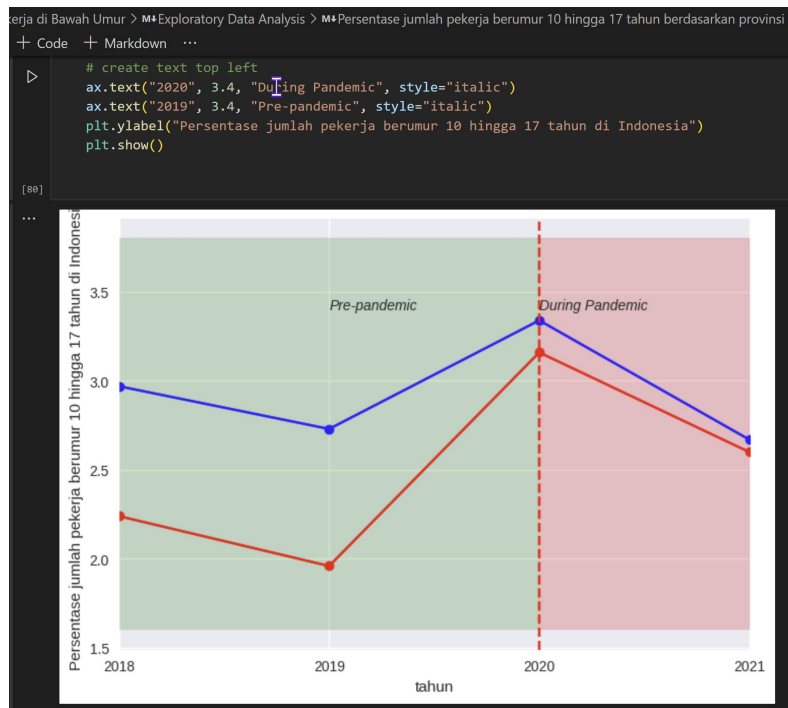 erja di Bawah Umur > M↓Exploratory Data Analysis > M↓Persentase jumlah pekerja berumur 10 hingga 17 tahun berdasarkan provinsi
+ Code + Markdown ...
# create text top left
ax.text("2020", 3.4, "During Pandemic", style="italic")
ax.text("2019", 3.4, "Pre-pandemic", style="italic")
plt.ylabel("Persentase jumlah pekerja berumur 10 hingga 17 tahun di Indonesia")
plt.show()
[80]
...
Persentase jumlah pekerja berumur 10 hingga 17 tahun di Indonesi
3.5
3.0
2.5
2.0
1.5
Pre-pandemic
During Pandemic
2018 2019 2020 2021
tahun